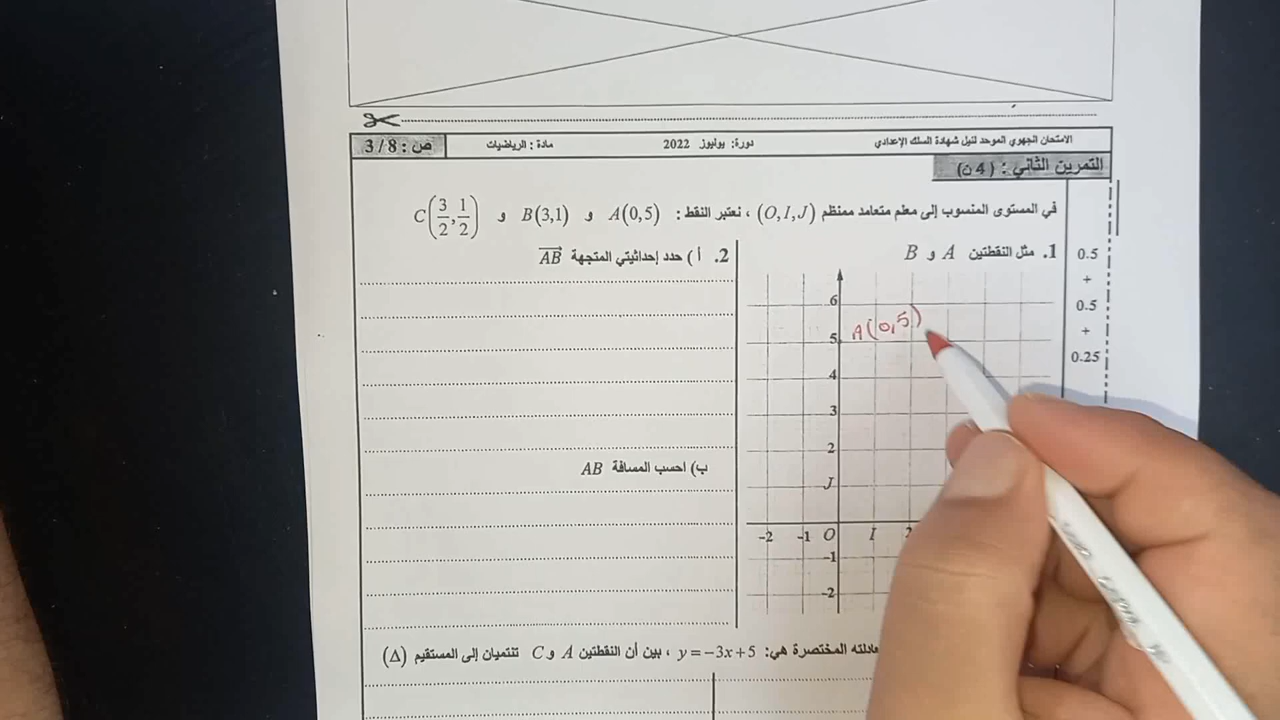 الامتحان الجهوي الموحد لنيل شهادة السلك الإعدادي دورة: يوليوز 2022 مادة : الرياضيات ص : 3 / 8
التمرين الثاني : (4 ن)
في المستوى المنسوب إلى معلم متعامد ممنظم (O, I, J) ، نعتبر النقط : A(0,5) و B(3,1) و C(3/2, 1/2)
1. مثل النقطتين A و B
0.5
+
0.5
+
0.25
6
5
4
3
2
J
-2 -1 O I 2
-1
-2
A(0,5)
2. أ ) حدد إحداثيتي المتجهة AB
ب) احسب المسافة AB
معادلته المختصرة هي: y = -3x + 5 ، بين أن النقطتين A و C تنتميان إلى المستقيم (Δ)